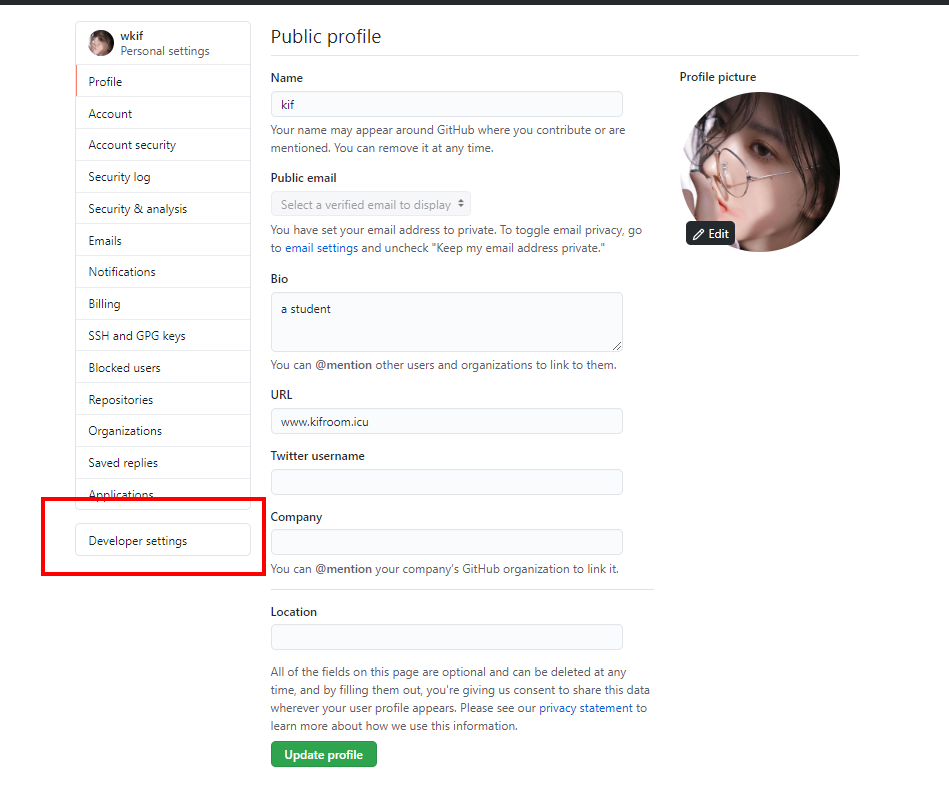 wkif
Personal settings
Profile
Account
Account security
Security log
Security & analysis
Emails
Notifications
Billing
SSH and GPG keys
Blocked users
Repositories
Organizations
Saved replies
Applications
Developer settings
Public profile
Name
kif
Your name may appear around GitHub where you contribute or are
mentioned. You can remove it at any time.
Public email
Select a verified email to display
You have set your email address to private. To toggle email privacy, go
to email settings and uncheck "Keep my email address private."
Bio
a student
You can @mention other users and organizations to link to them.
URL
www.kifroom.icu
Twitter username
Company
You can @mention your company's GitHub organization to link it.
Location
All of the fields on this page are optional and can be deleted at any
time, and by filling them out, you're giving us consent to share this data
wherever your user profile appears. Please see our privacy statement to
learn more about how we use this information.
Update profile
Profile picture
Edit